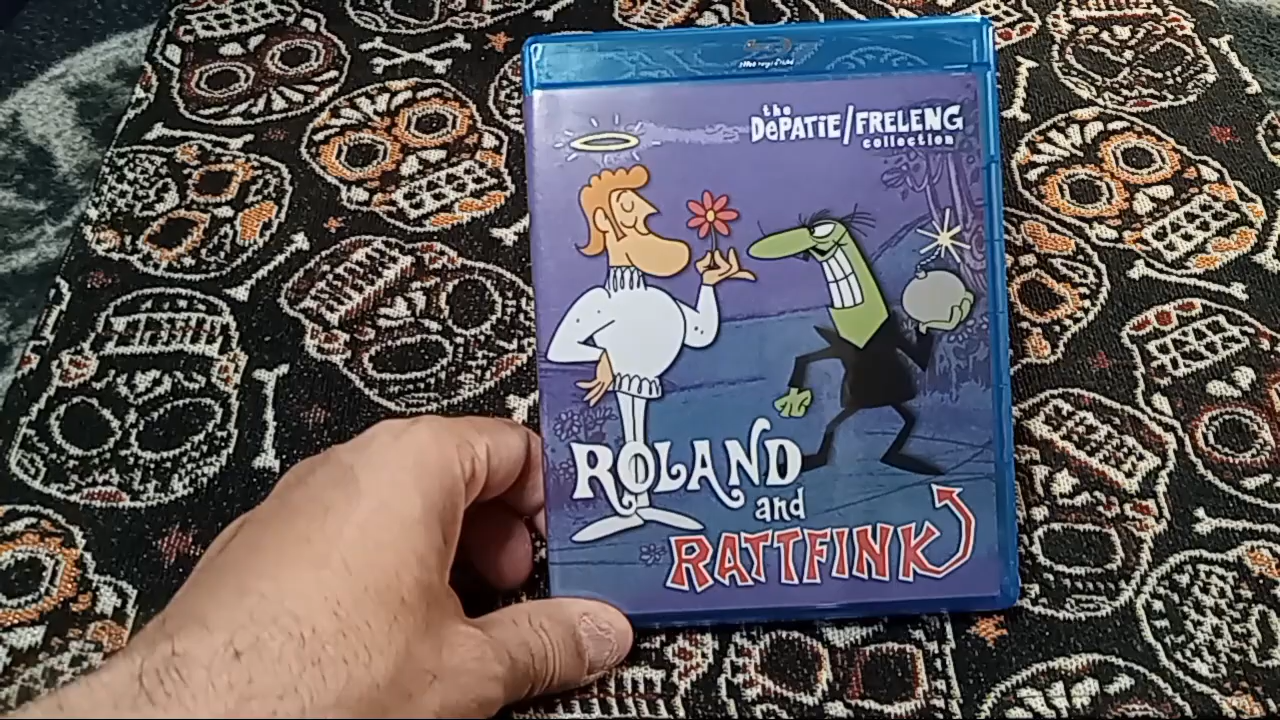 the
DePATiE/FRELENG
collection
ROLAND
and
RATTFINK